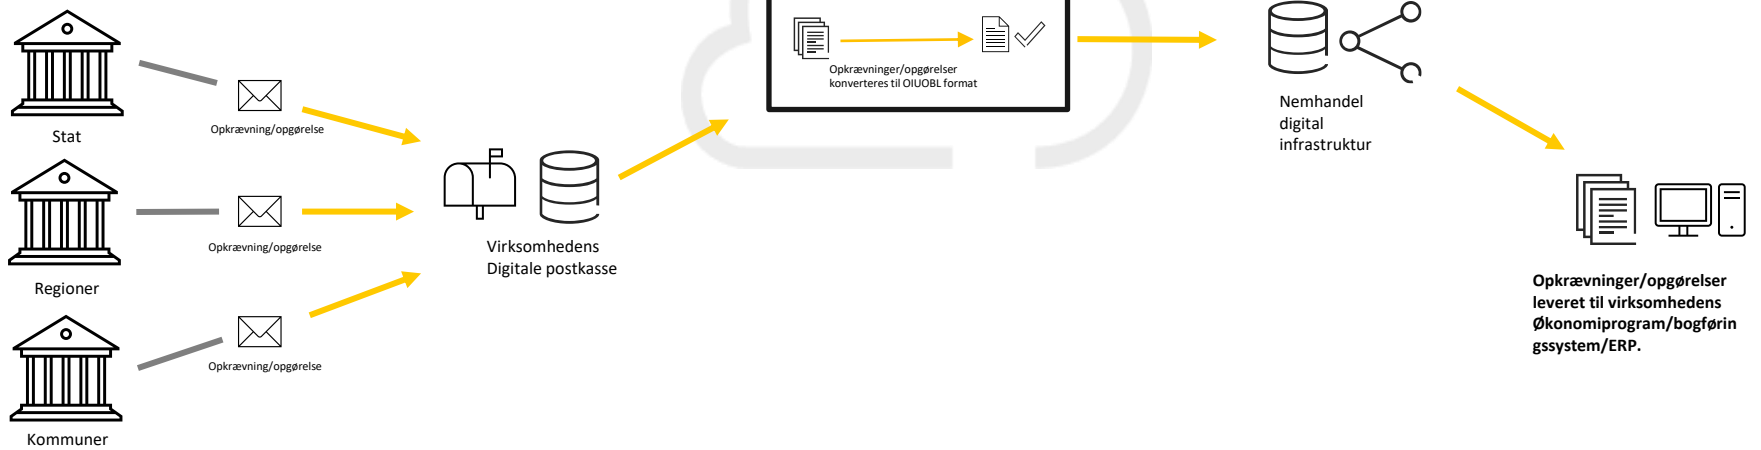 Stat
Opkrævning/opgørelse
Regioner
Opkrævning/opgørelse
Kommuner
Opkrævning/opgørelse
Virksomhedens
Digitale postkasse
Opkrævninger/opgørelser
konverteres til OIUOBL format
Nemhandel
digital
infrastruktur
Opkrævninger/opgørelser
leveret til virksomhedens
Økonomiprogram/bogførin
gssystem/ERP.